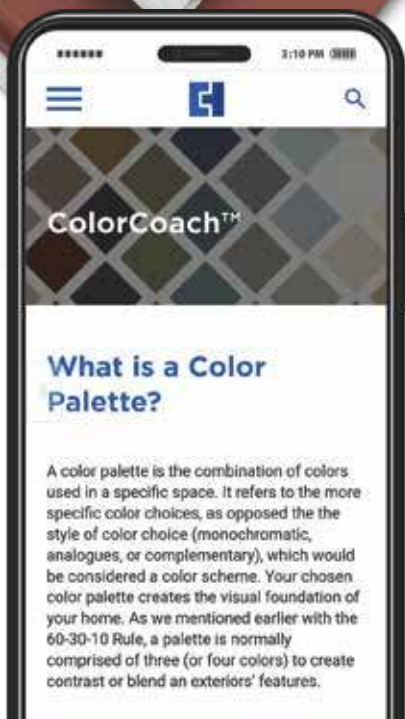 3:10 PM
ColorCoach™
What is a Color
Palette?
A color palette is the combination of colors
used in a specific space. It refers to the more
specific color choices, as opposed the the
style of color choice (monochromatic,
analogues, or complementary), which would
be considered a color scheme. Your chosen
color palette creates the visual foundation of
your home. As we mentioned earlier with the
60-30-10 Rule, a palette is normally
comprised of three (or four colors) to create
contrast or blend an exteriors' features.